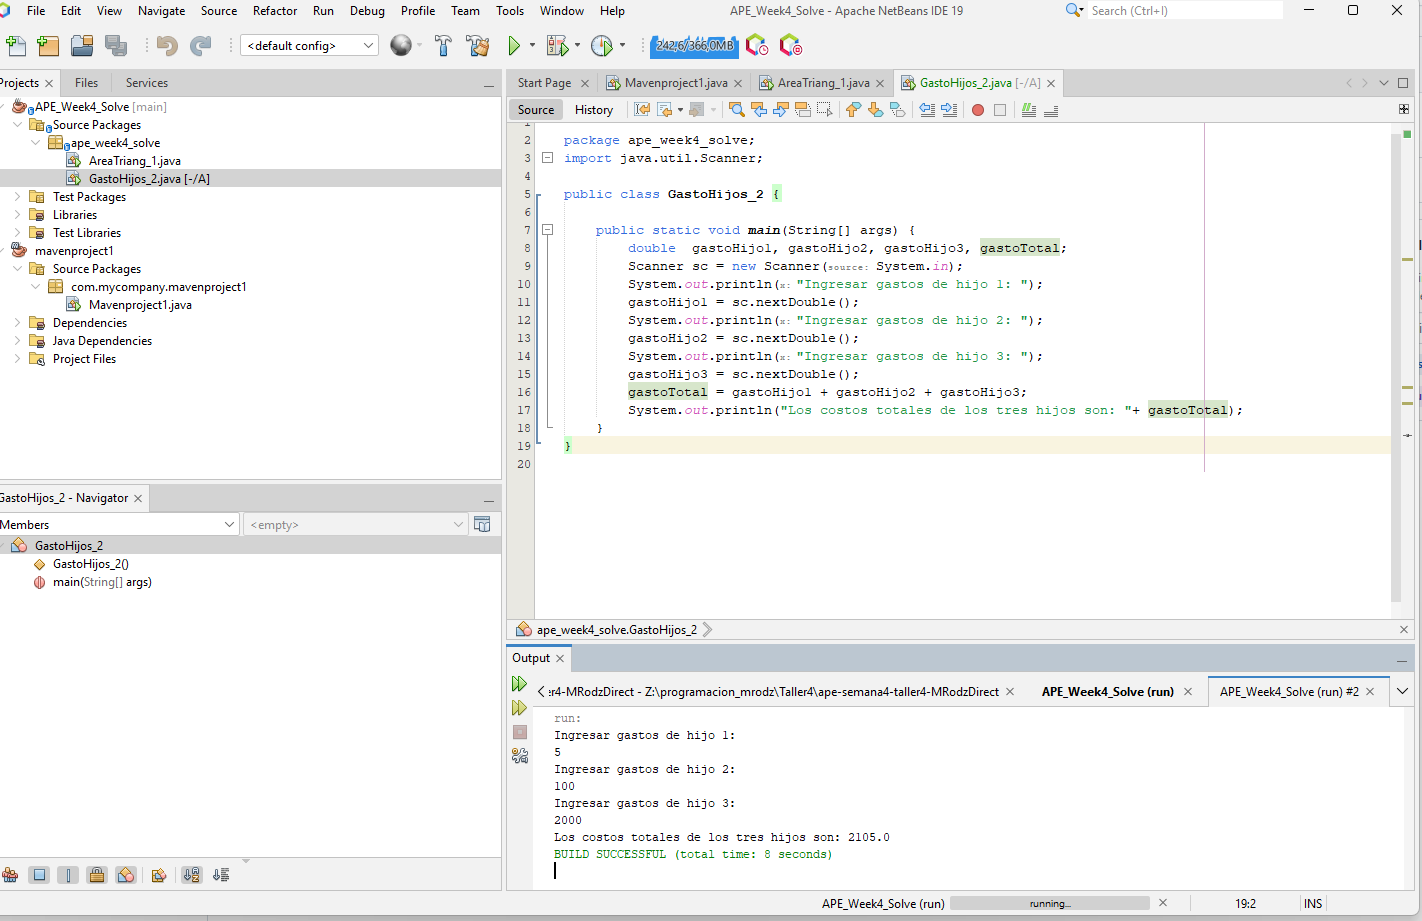 File Edit View Navigate Source Refactor Run Debug Profile Team Tools Window Help
APE_Week4_Solve - Apache NetBeans IDE 19
Search (Ctrl+I)
<default config>
242,6/366,0MB
Projects
Files
Services
APE_Week4_Solve [main]
Source Packages
ape_week4_solve
AreaTriang_1.java
GastoHijos_2.java [-/A]
Test Packages
Libraries
Test Libraries
mavenproject1
Source Packages
com.mycompany.mavenproject1
Mavenproject1.java
Dependencies
Java Dependencies
Project Files
GastoHijos_2 - Navigator
Members
<empty>
GastoHijos_2
GastoHijos_2()
main(String[] args)
Start Page
Mavenproject1.java
AreaTriang_1.java
GastoHijos_2.java [-/A]
Source
History
1
2 package ape_week4_solve;
3 import java.util.Scanner;
4
5 public class GastoHijos_2 {
6
7 public static void main(String[] args) {
8 double  gastoHijo1, gastoHijo2, gastoHijo3, gastoTotal;
9 Scanner sc = new Scanner(source: System.in);
10 System.out.println(x: "Ingresar gastos de hijo 1: ");
11 gastoHijo1 = sc.nextDouble();
12 System.out.println(x: "Ingresar gastos de hijo 2: ");
13 gastoHijo2 = sc.nextDouble();
14 System.out.println(x: "Ingresar gastos de hijo 3: ");
15 gastoHijo3 = sc.nextDouble();
16 gastoTotal = gastoHijo1 + gastoHijo2 + gastoHijo3;
17 System.out.println("Los costos totales de los tres hijos son: "+ gastoTotal);
18 }
19 }
20
ape_week4_solve.GastoHijos_2
Output
er4-MRodzDirect - Z:\programacion_mrodz\Taller4\ape-semana4-taller4-MRodzDirect
APE_Week4_Solve (run)
APE_Week4_Solve (run) #2
run:
Ingresar gastos de hijo 1:
5
Ingresar gastos de hijo 2:
100
Ingresar gastos de hijo 3:
2000
Los costos totales de los tres hijos son: 2105.0
BUILD SUCCESSFUL (total time: 8 seconds)
APE_Week4_Solve (run)
running...
19:2
INS